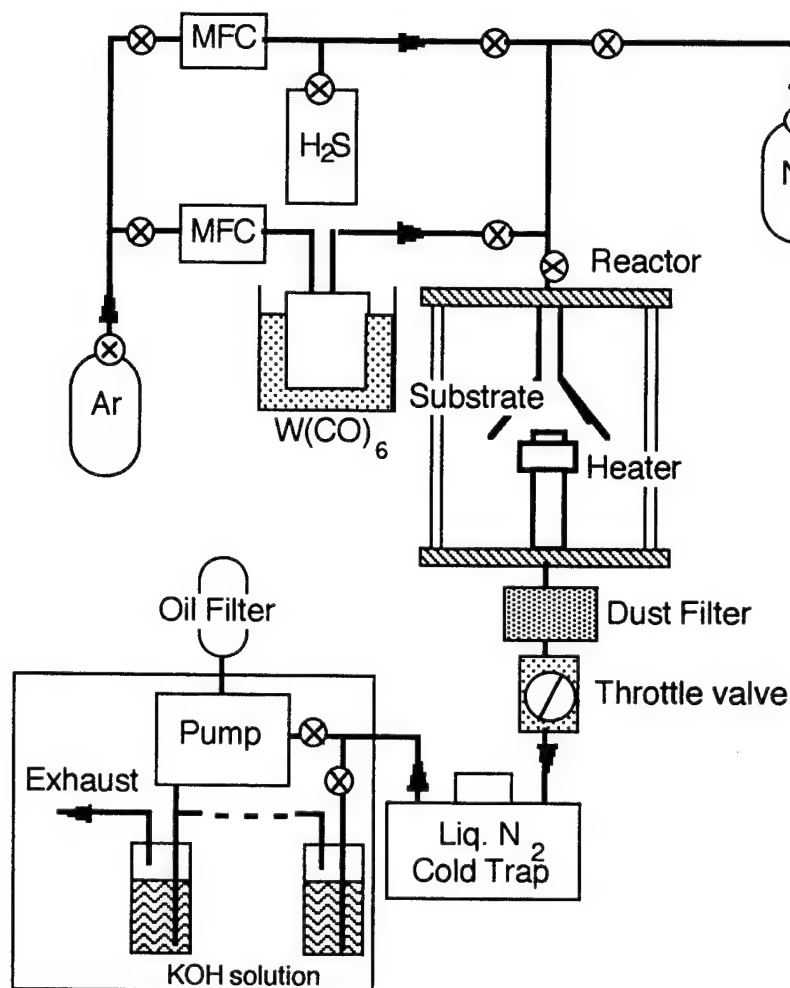 MFC
H₂S
MFC
Reactor
Ar
Substrate
W(CO)₆
Heater
Oil Filter
Dust Filter
Throttle valve
Pump
Exhaust
Liq. N₂
Cold Trap
KOH solution